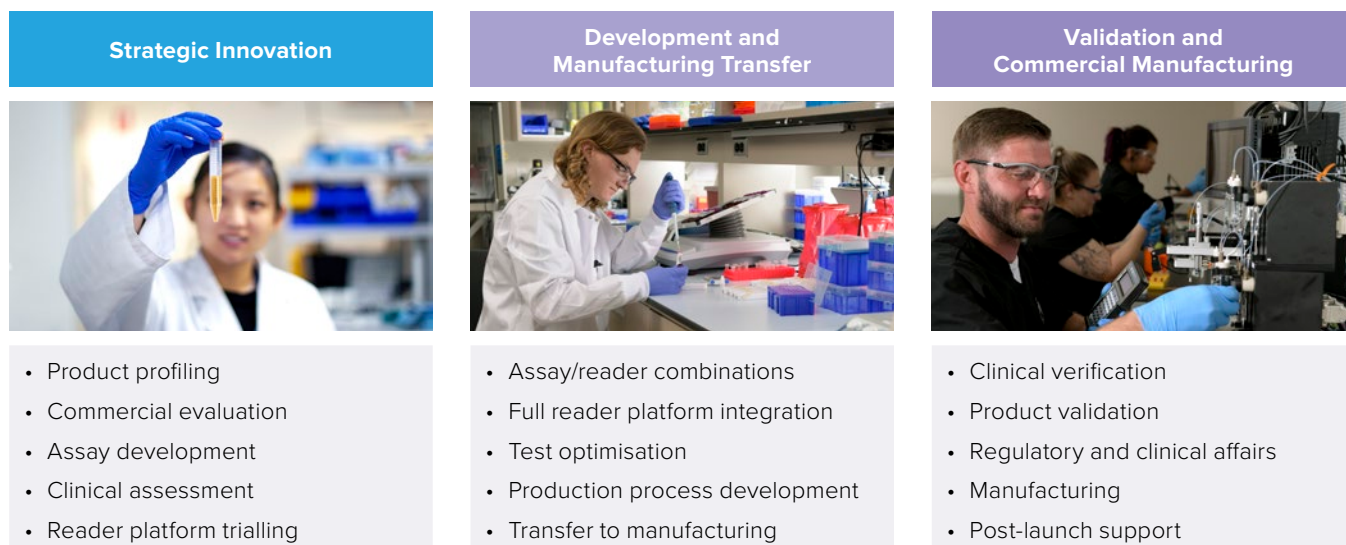 Strategic Innovation
• Product profiling
• Commercial evaluation
• Assay development
• Clinical assessment
• Reader platform trialling
Development and
Manufacturing Transfer
• Assay/reader combinations
• Full reader platform integration
• Test optimisation
• Production process development
• Transfer to manufacturing
Validation and
Commercial Manufacturing
• Clinical verification
• Product validation
• Regulatory and clinical affairs
• Manufacturing
• Post-launch support